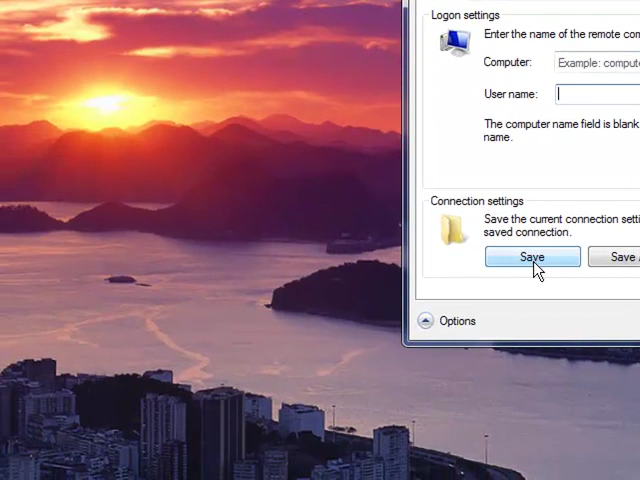 Logon settings
Enter the name of the remote com
Computer:
Example: compute
User name:
The computer name field is blank
name.
Connection settings
Save the current connection setti
saved connection.
Save
Save
Options